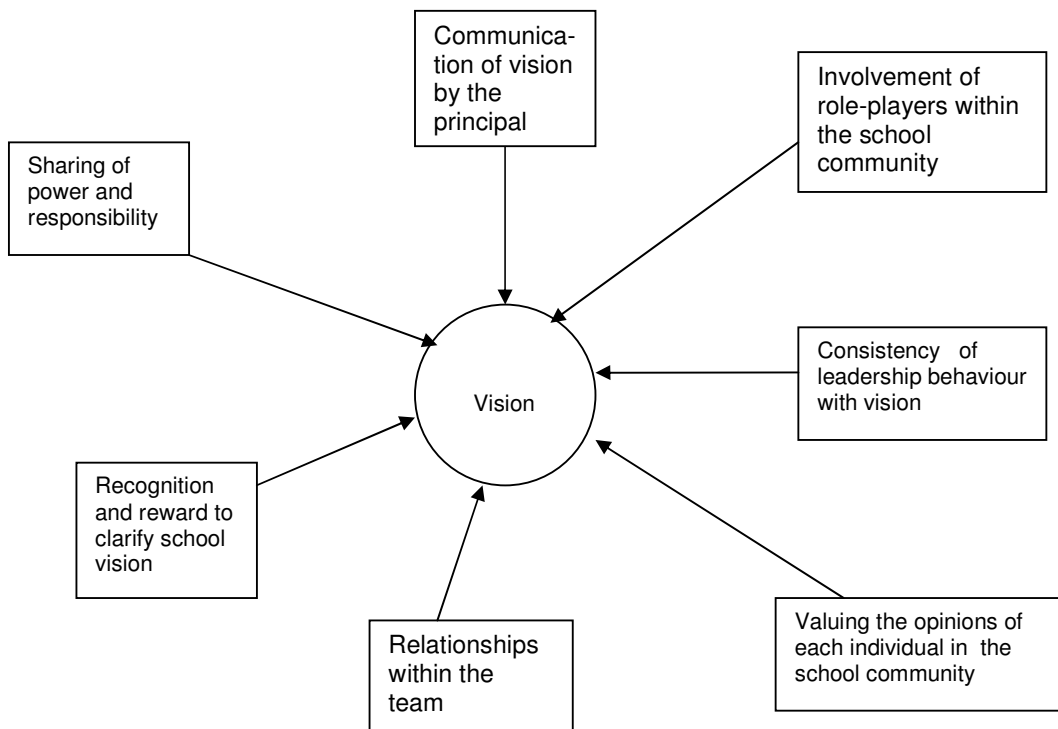 Communica-
tion of vision
by the
principal
Involvement of
role-players within
the school
community
Sharing of
power and
responsibility
Consistency of
leadership behaviour
with vision
Vision
Recognition
and reward to
clarify school
vision
Relationships
within the
team
Valuing the opinions of
each individual in the
school community